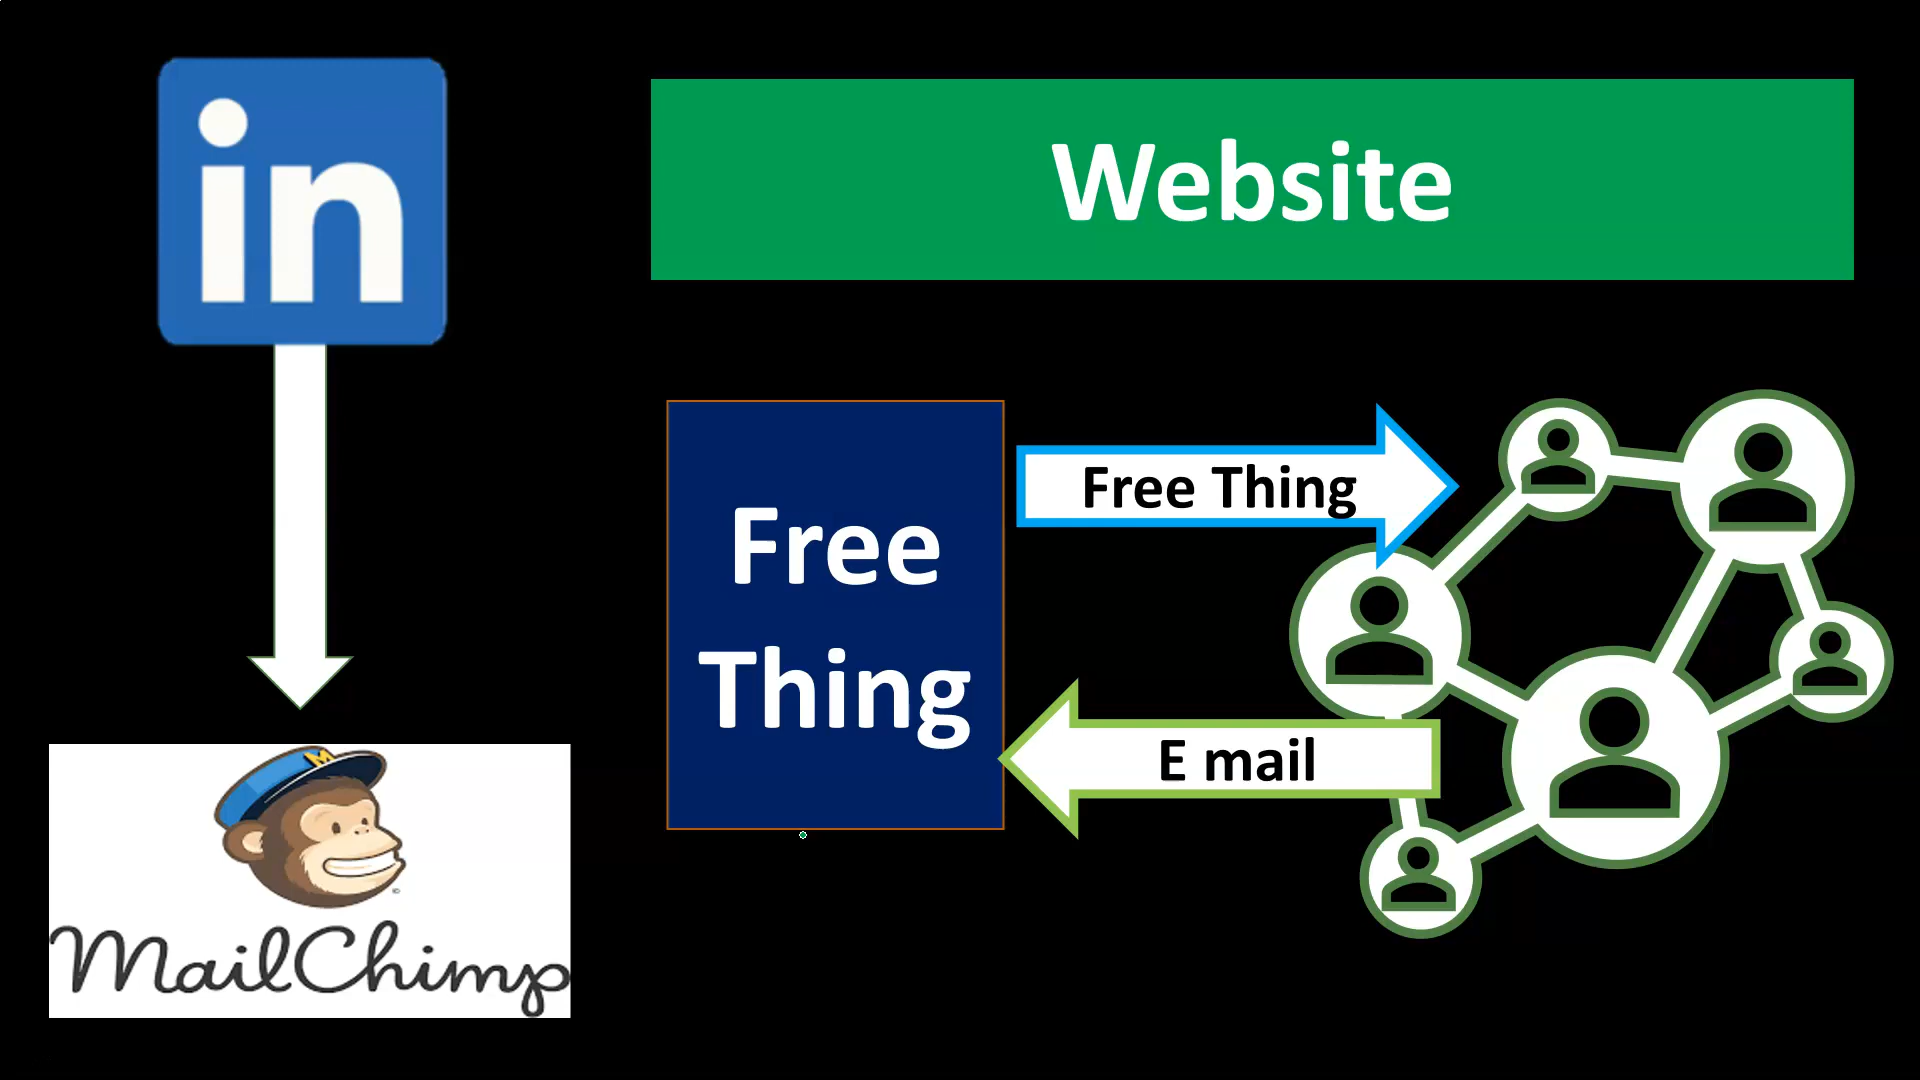 in
Website
Free
Thing
Free Thing
E mail
M
MailChimp